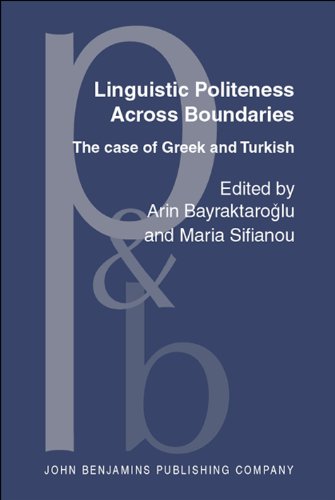 Linguistic Politeness
Across Boundaries
The case of Greek and Turkish
Edited by
Arin Bayraktaroğlu
and Maria Sifianou
p
&
b
JOHN BENJAMINS PUBLISHING COMPANY